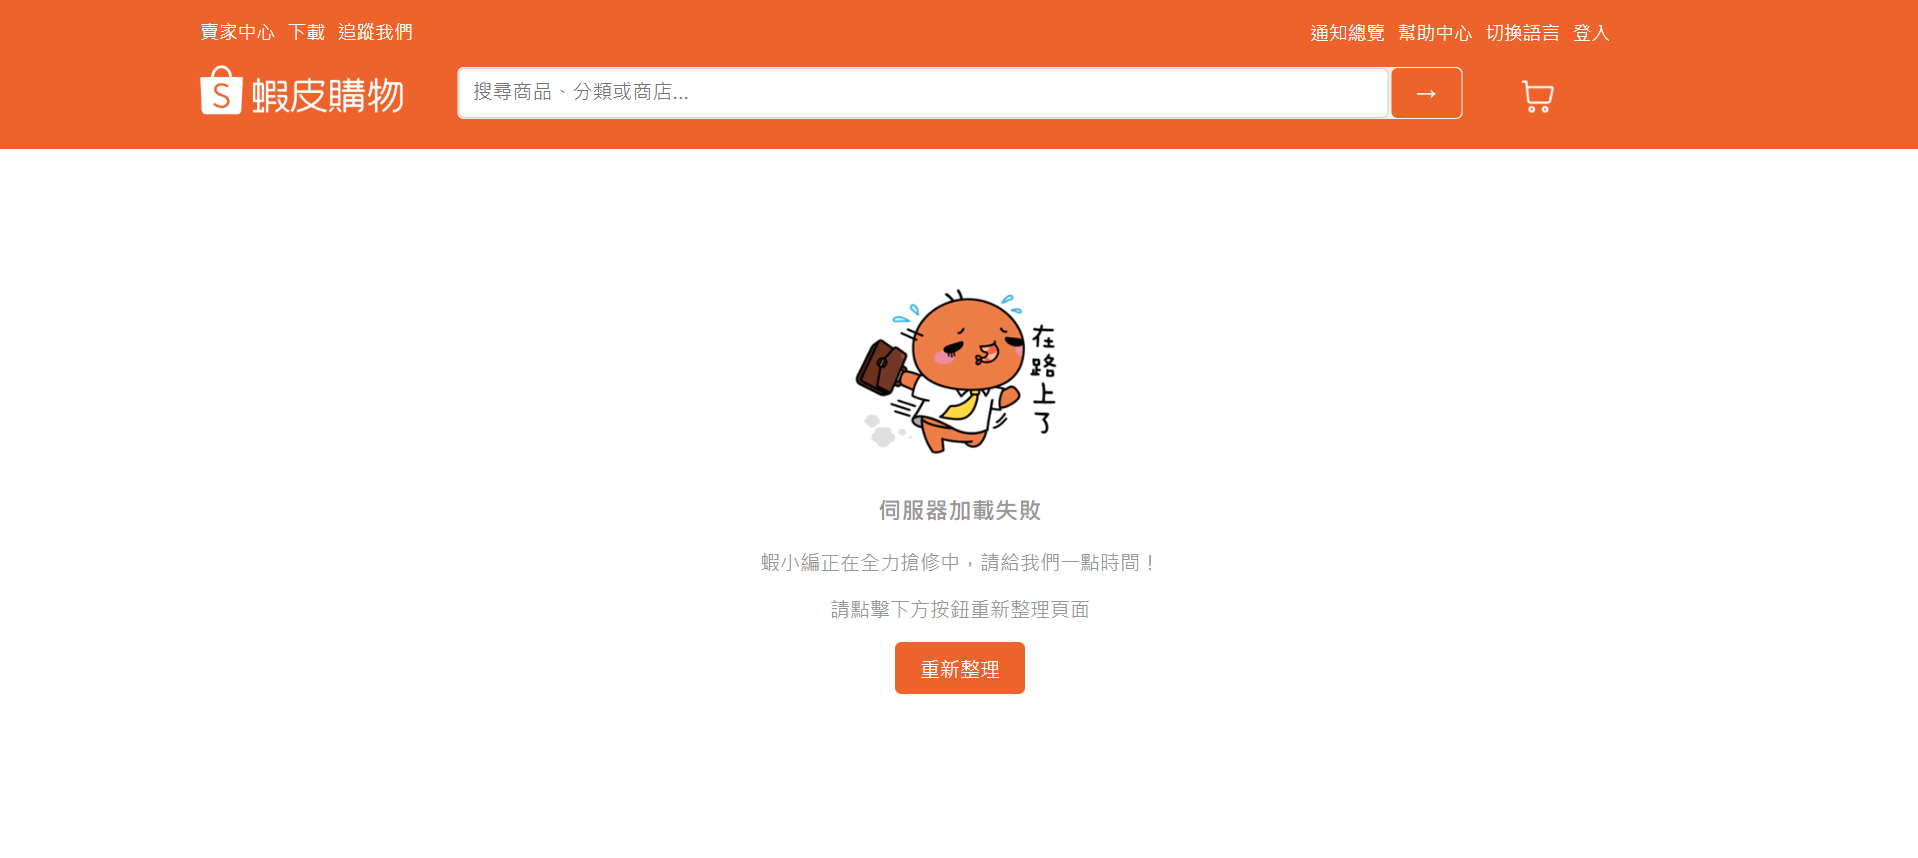 賣家中心 下載 追蹤我們
通知總覽 幫助中心 切換語言 登入
S 蝦皮購物
搜尋商品、分類或商店...
→
在路上了
伺服器加載失敗
蝦小編正在全力搶修中，請給我們一點時間！
請點擊下方按鈕重新整理頁面
重新整理